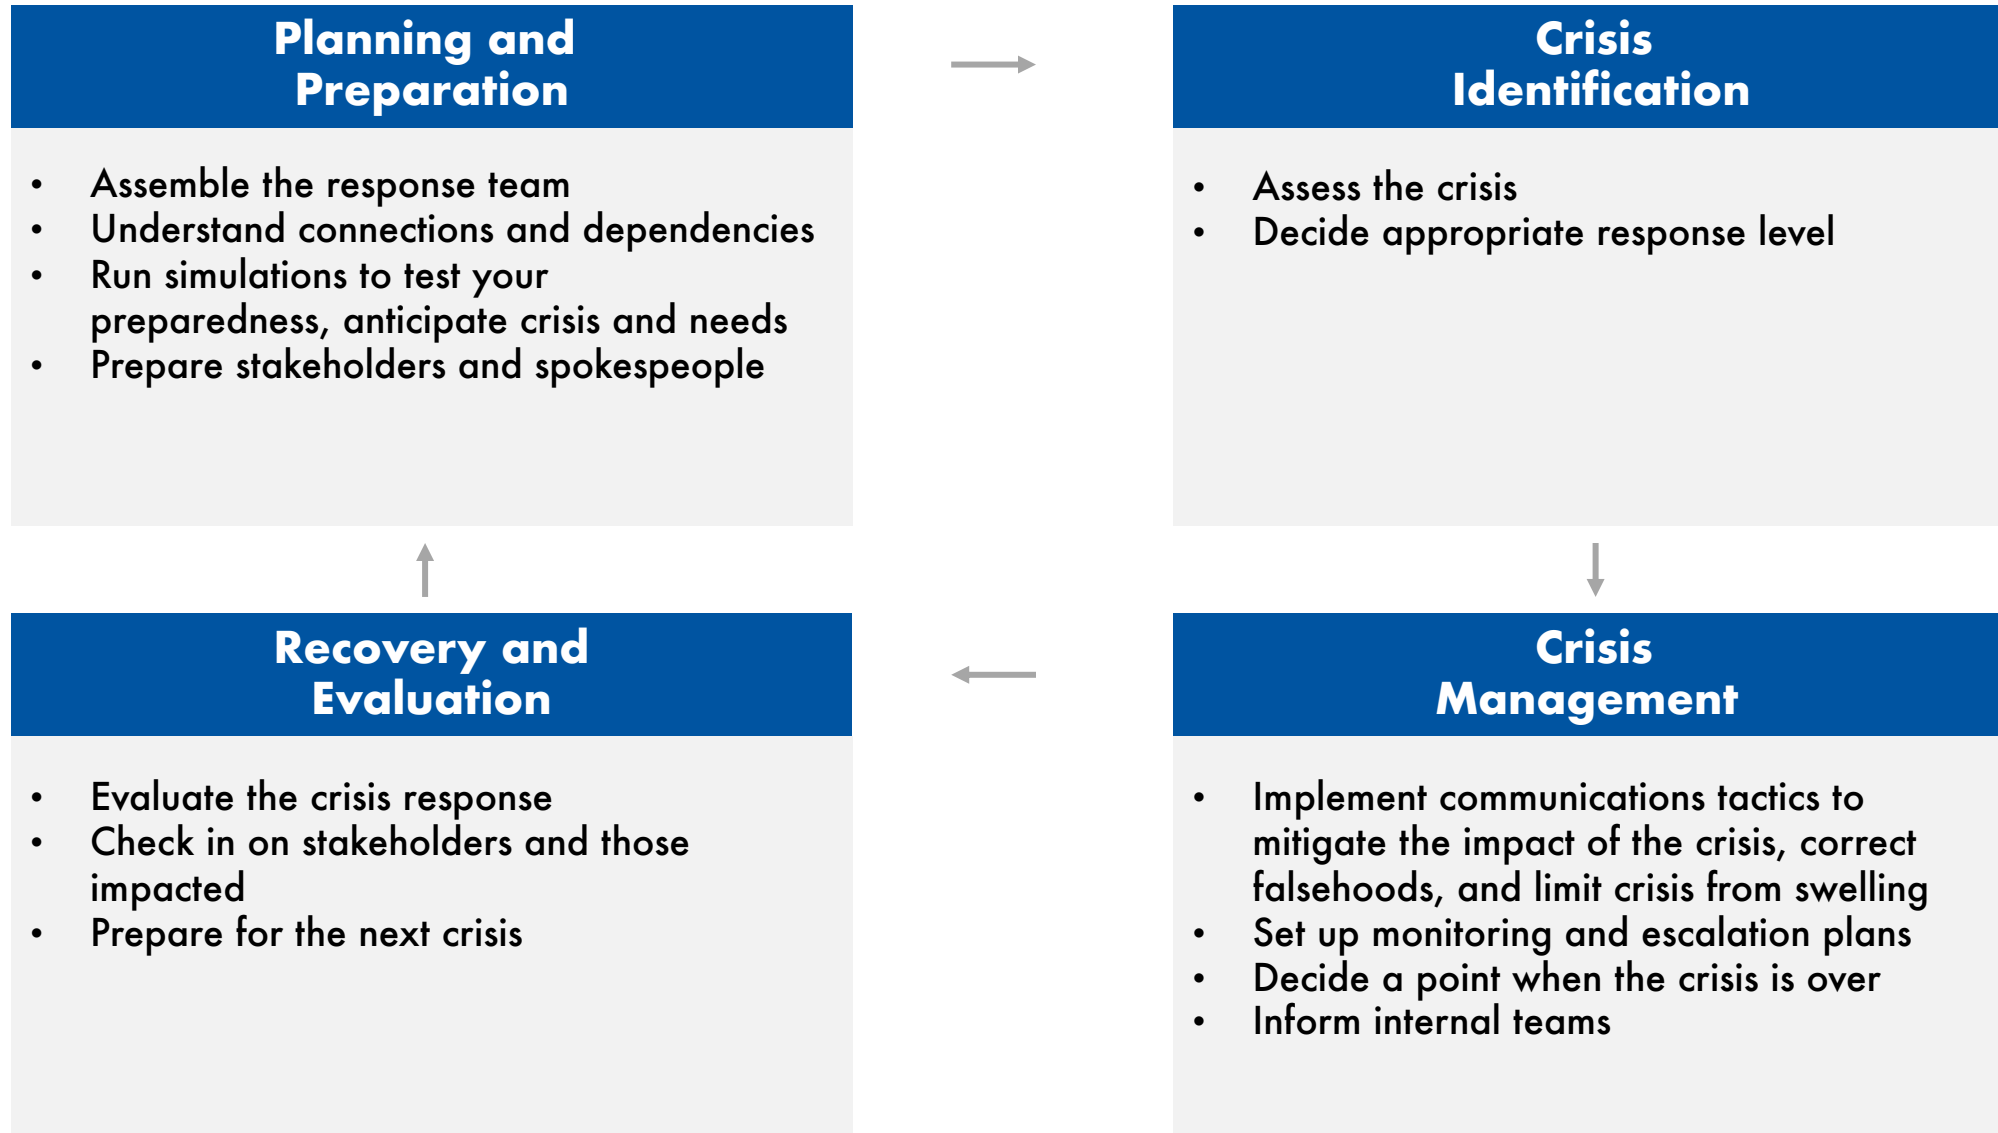 Planning and
Preparation
• Assemble the response team
• Understand connections and dependencies
• Run simulations to test your
preparedness, anticipate crisis and needs
• Prepare stakeholders and spokespeople
Crisis
Identification
• Assess the crisis
• Decide appropriate response level
Crisis
Management
• Implement communications tactics to
mitigate the impact of the crisis, correct
falsehoods, and limit crisis from swelling
• Set up monitoring and escalation plans
• Decide a point when the crisis is over
• Inform internal teams
Recovery and
Evaluation
• Evaluate the crisis response
• Check in on stakeholders and those
impacted
• Prepare for the next crisis